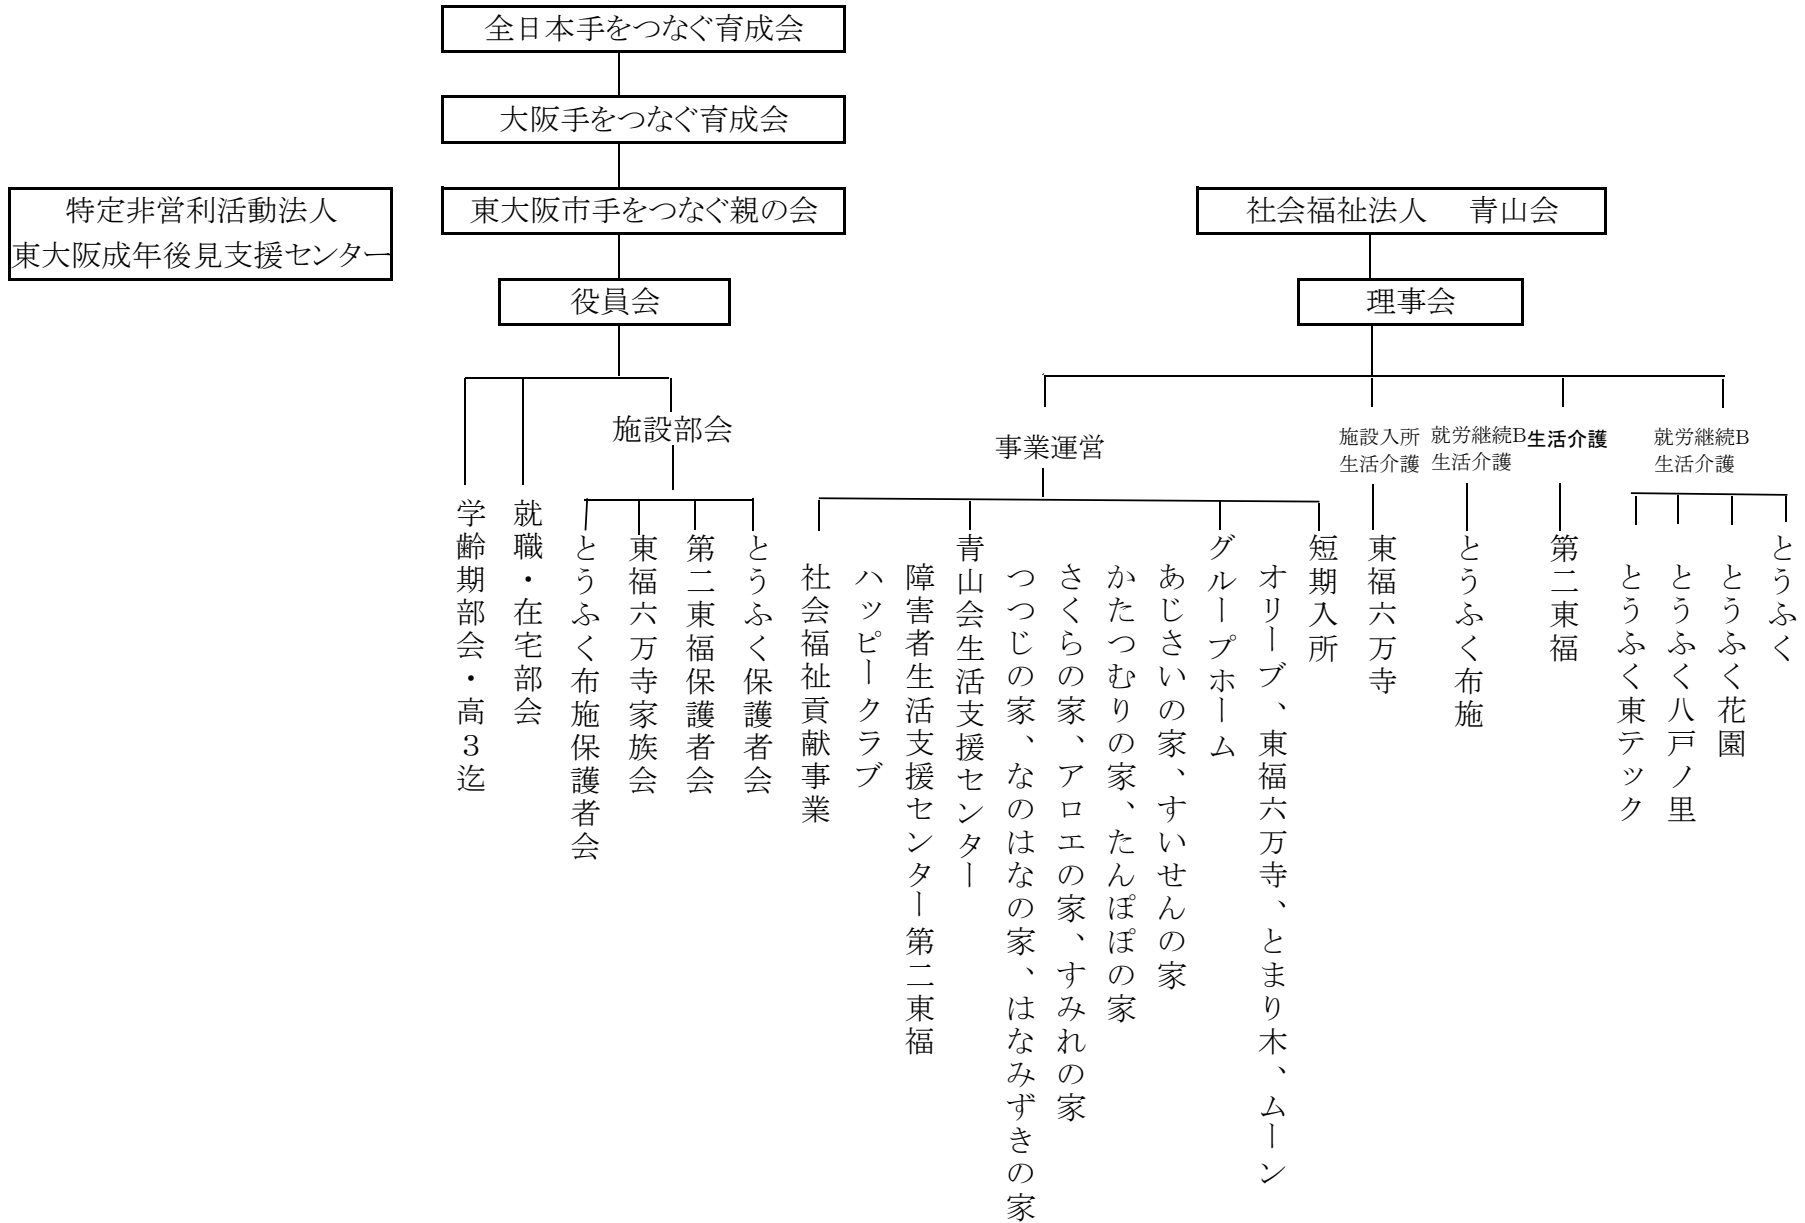 全日本手をつなぐ育成会
大阪手をつなぐ育成会
特定非営利活動法人
東大阪成年後見支援センター
東大阪市手をつなぐ親の会
社会福祉法人 青山会
役員会
理事会
施設部会
事業運営
施設入所
生活介護
就労継続B
生活介護
生活介護
就労継続B
生活介護
学齢期部会・高3迄
就職・在宅部会
とうふく布施保護者会
東福六万寺家族会
第二東福保護者会
とうふく保護者会
社会福祉貢献事業
ハッピークラブ
障害者生活支援センター第二東福
青山会生活支援センター
つつじの家、なのはなの家、はなみずきの家
さくらの家、アロエの家、すみれの家
かたつむりの家、たんぽぽの家
あじさいの家、すいせんの家
グループホーム
オリーブ、東福六万寺、とまり木、ムーン
短期入所
東福六万寺
とうふく布施
第二東福
とうふく東テック
とうふく八戸ノ里
とうふく花園
とうふく